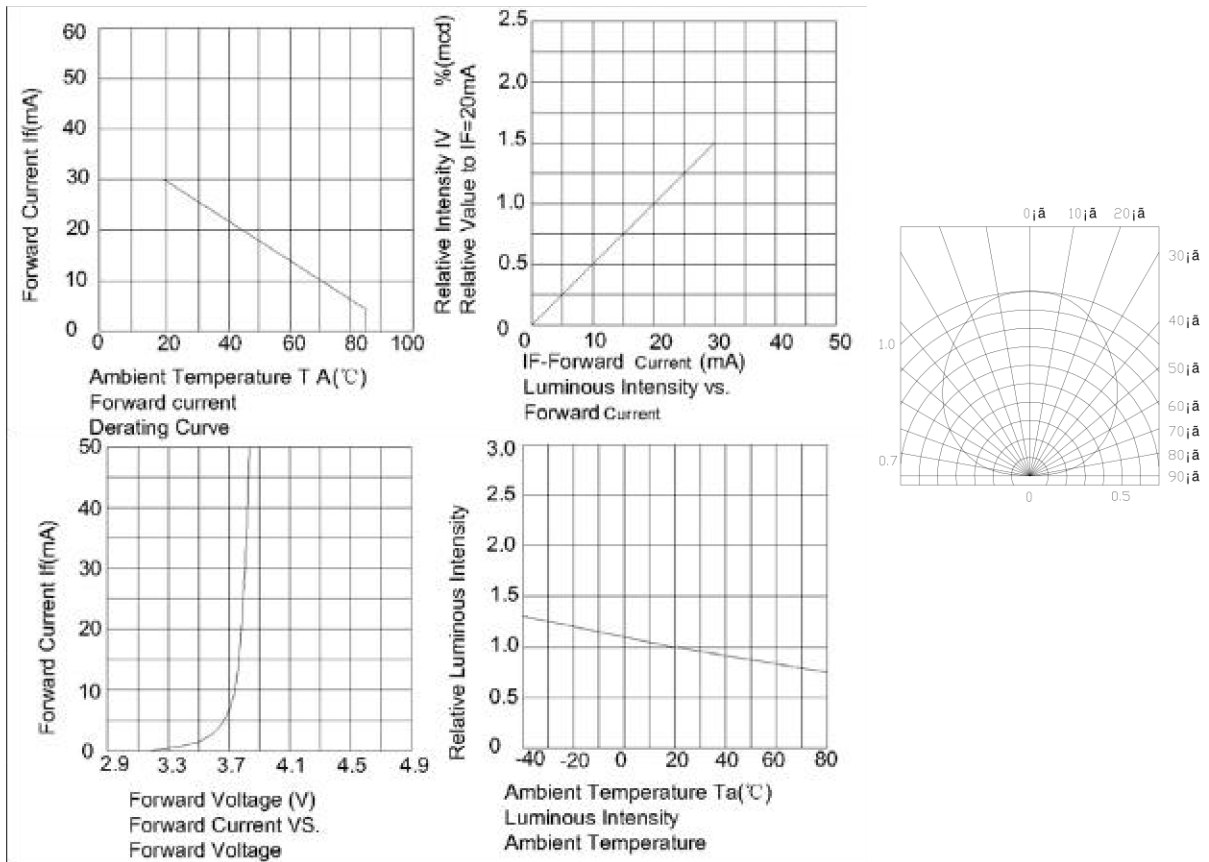 Forward Current If(mA)
60
50
40
30
20
10
0
0 20 40 60 80 100
Ambient Temperature T A(℃)
Forward current
Derating Curve
Relative Intensity IV %(mcd)
Relative Value to IF=20mA
2.5
2.0
1.5
1.0
0.5
0
0 10 20 30 40 50
IF-Forward Current (mA)
Luminous Intensity vs.
Forward Current
0¡ã 10¡ã 20¡ã
30¡ã
40¡ã
1.0
50¡ã
60¡ã
70¡ã
0.7
80¡ã
90¡ã
0 0.5
Forward Current If(mA)
50
40
30
20
10
0
2.9 3.3 3.7 4.1 4.5 4.9
Forward Voltage (V)
Forward Current VS.
Forward Voltage
Relative Luminous Intensity
3.0
2.5
2.0
1.5
1.0
0.5
0
-40 -20 0 20 40 60 80
Ambient Temperature Ta(℃)
Luminous Intensity
Ambient Temperature